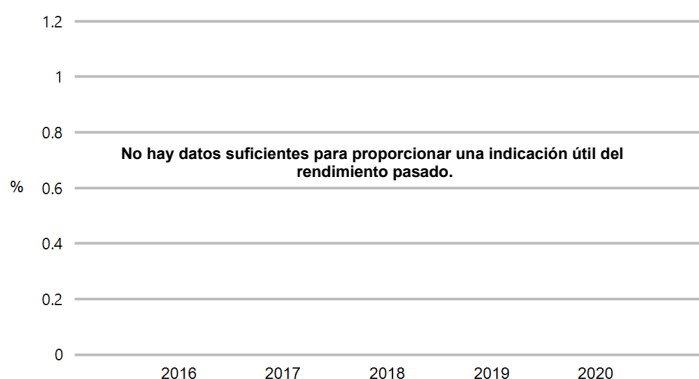 1.2
1
0.8
No hay datos suficientes para proporcionar una indicación útil del
rendimiento pasado.
%
0.6
0.4
0.2
0
2016 2017 2018 2019 2020